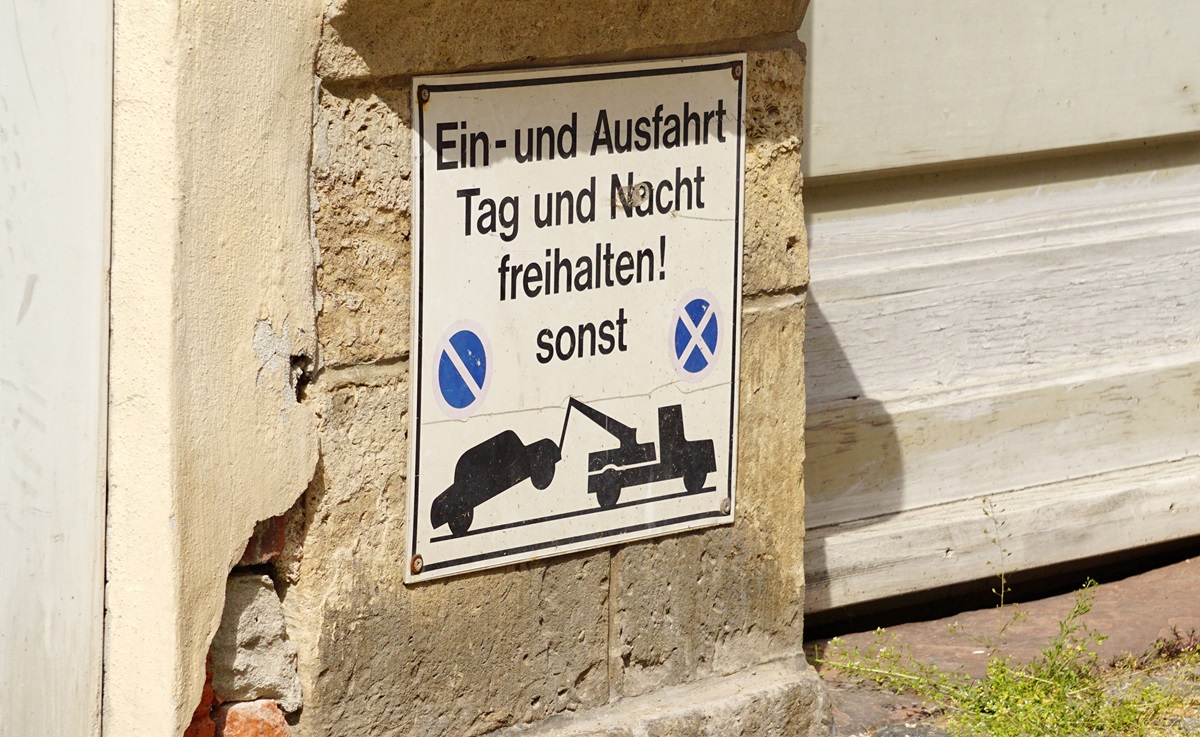 Ein- und Ausfahrt
Tag und Nacht
freihalten!
sonst